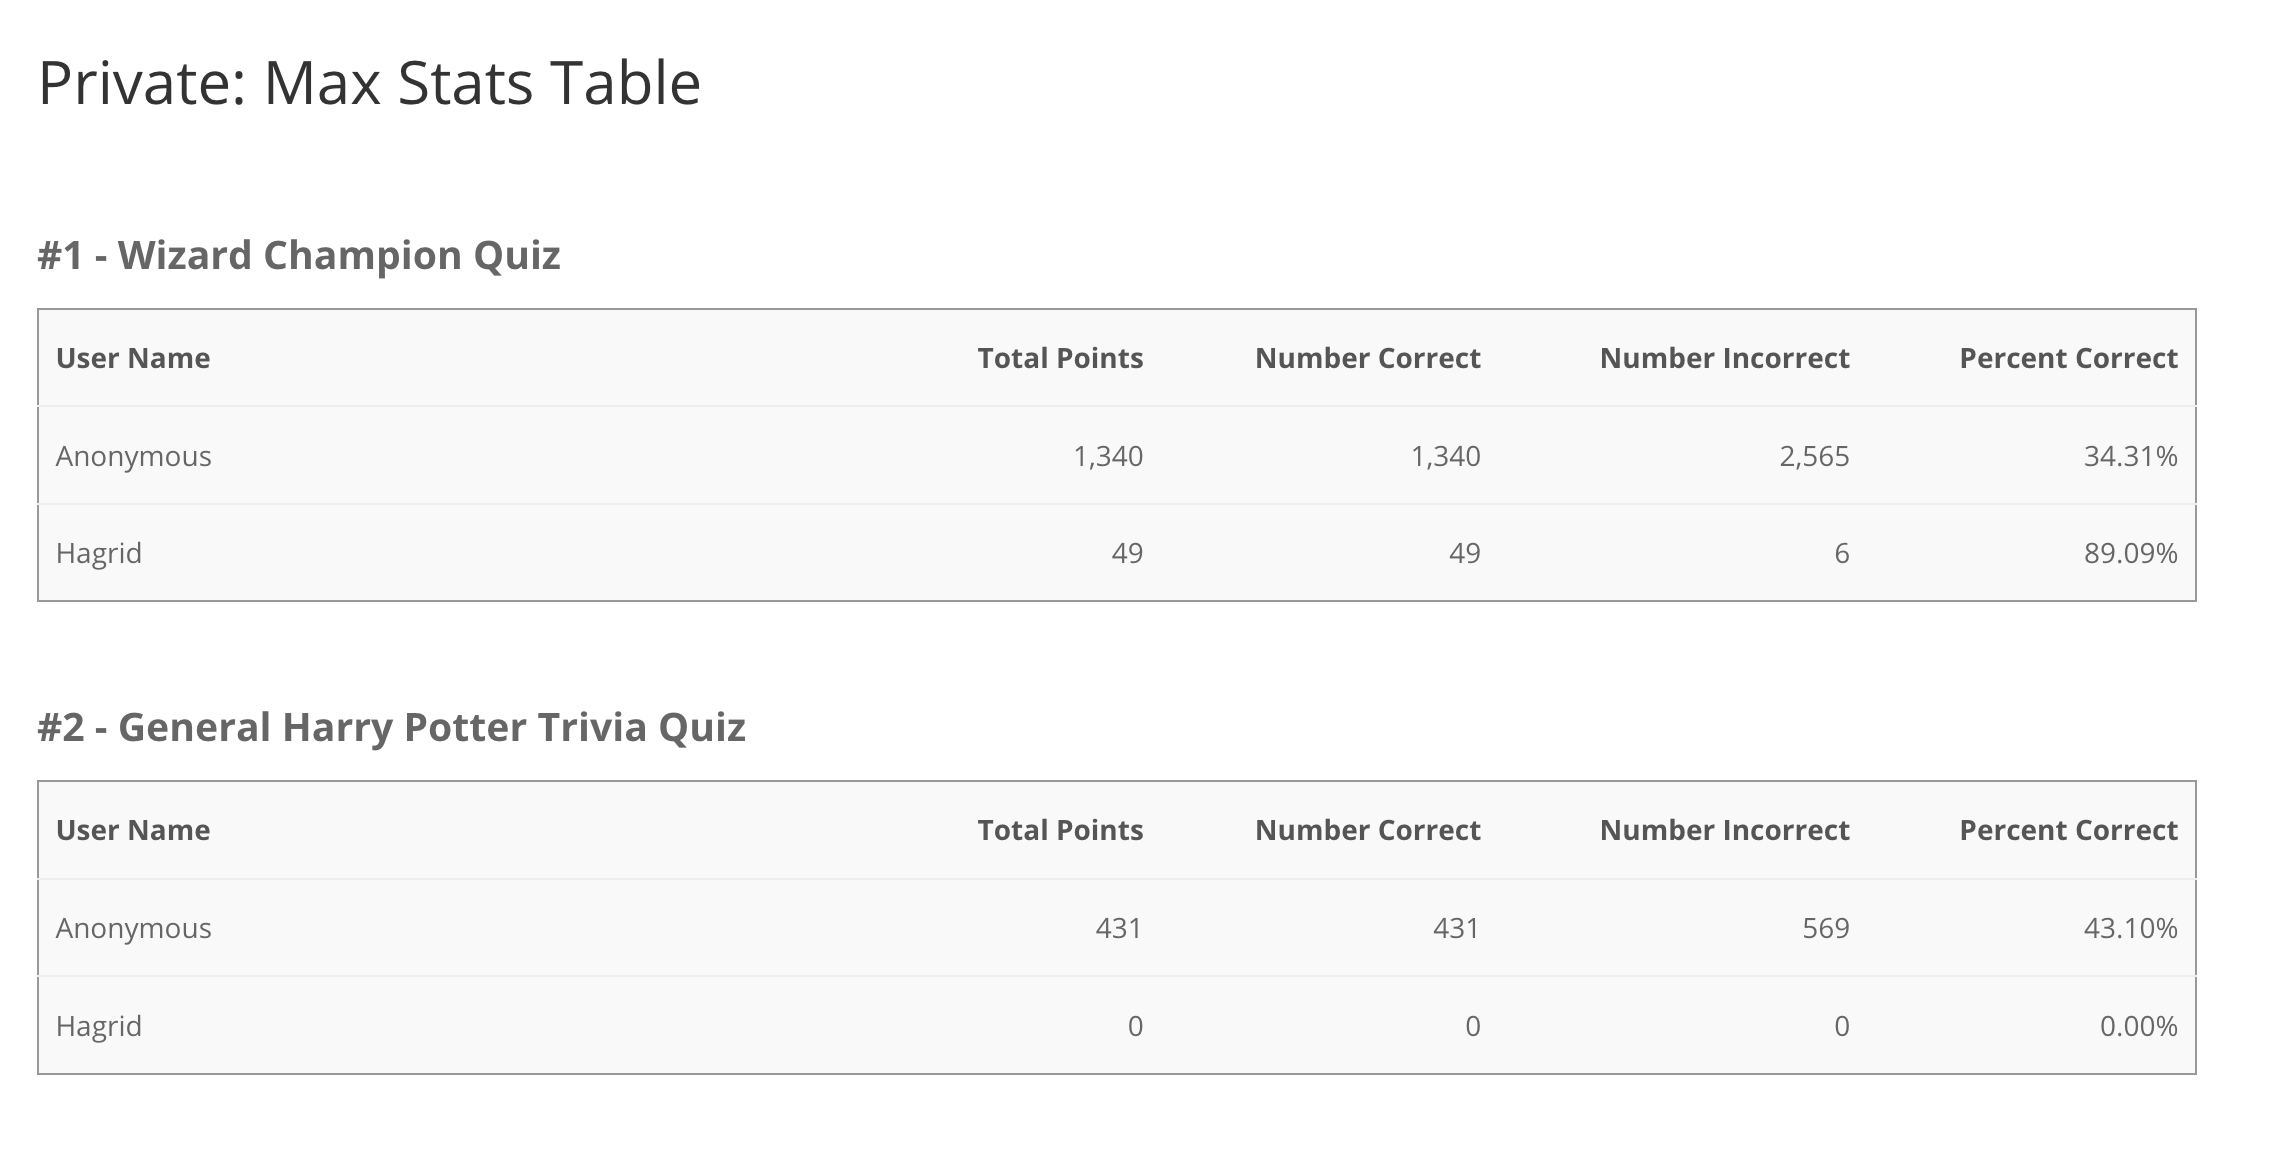 Private: Max Stats Table
#1 - Wizard Champion Quiz
User Name Total Points Number Correct Number Incorrect Percent Correct
Anonymous 1,340 1,340 2,565 34.31%
Hagrid 49 49 6 89.09%
#2 - General Harry Potter Trivia Quiz
User Name Total Points Number Correct Number Incorrect Percent Correct
Anonymous 431 431 569 43.10%
Hagrid 0 0 0 0.00%